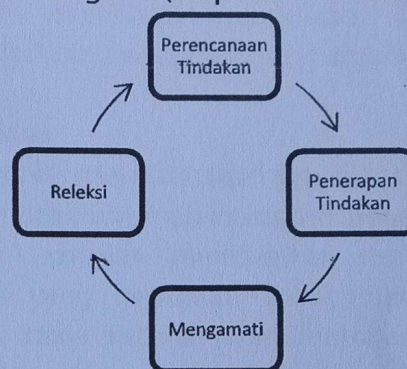 Perencanaan
Tindakan
Penerapan
Tindakan
Mengamati
Releksi